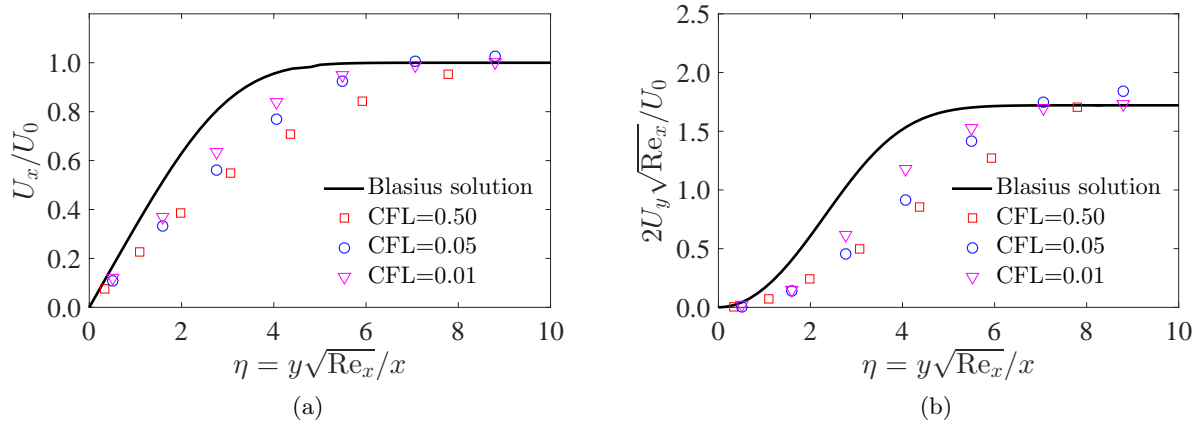 1.0
0.8
0.6
0.4
0.2
0.0
0 2 4 6 8 10
U_x/U_0
η = y√Re_x/x
Blasius solution
CFL=0.50
CFL=0.05
CFL=0.01
(a)
2.5
2.0
1.5
1.0
0.5
0.0
0 2 4 6 8 10
2U_y√Re_x/U_0
η = y√Re_x/x
Blasius solution
CFL=0.50
CFL=0.05
CFL=0.01
(b)